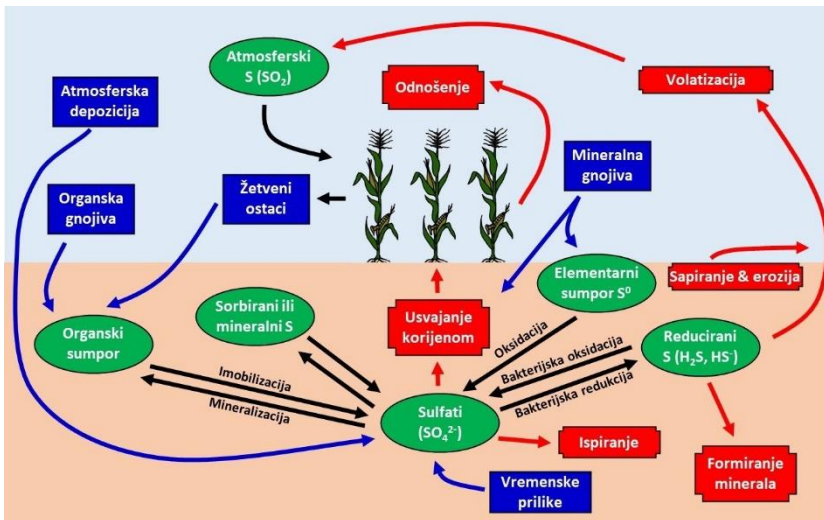 Atmosferski
S (SO₂)
Odnošenje
Volatizacija
Atmosferska
depozicija
Mineralna
gnojiva
Organska
gnojiva
Žetveni
ostaci
Elementarni
sumpor S⁰
Sapiranje & erozija
Sorbirani ili
mineralni S
Usvajanje
korijenom
Organski
sumpor
Reducirani
S (H₂S, HS⁻)
Oksidacija
Bakterijska oksidacija
Bakterijska redukcija
Imobilizacija
Mineralizacija
Sulfati
(SO₄²⁻)
Ispiranje
Formiranje
minerala
Vremenske
prilike